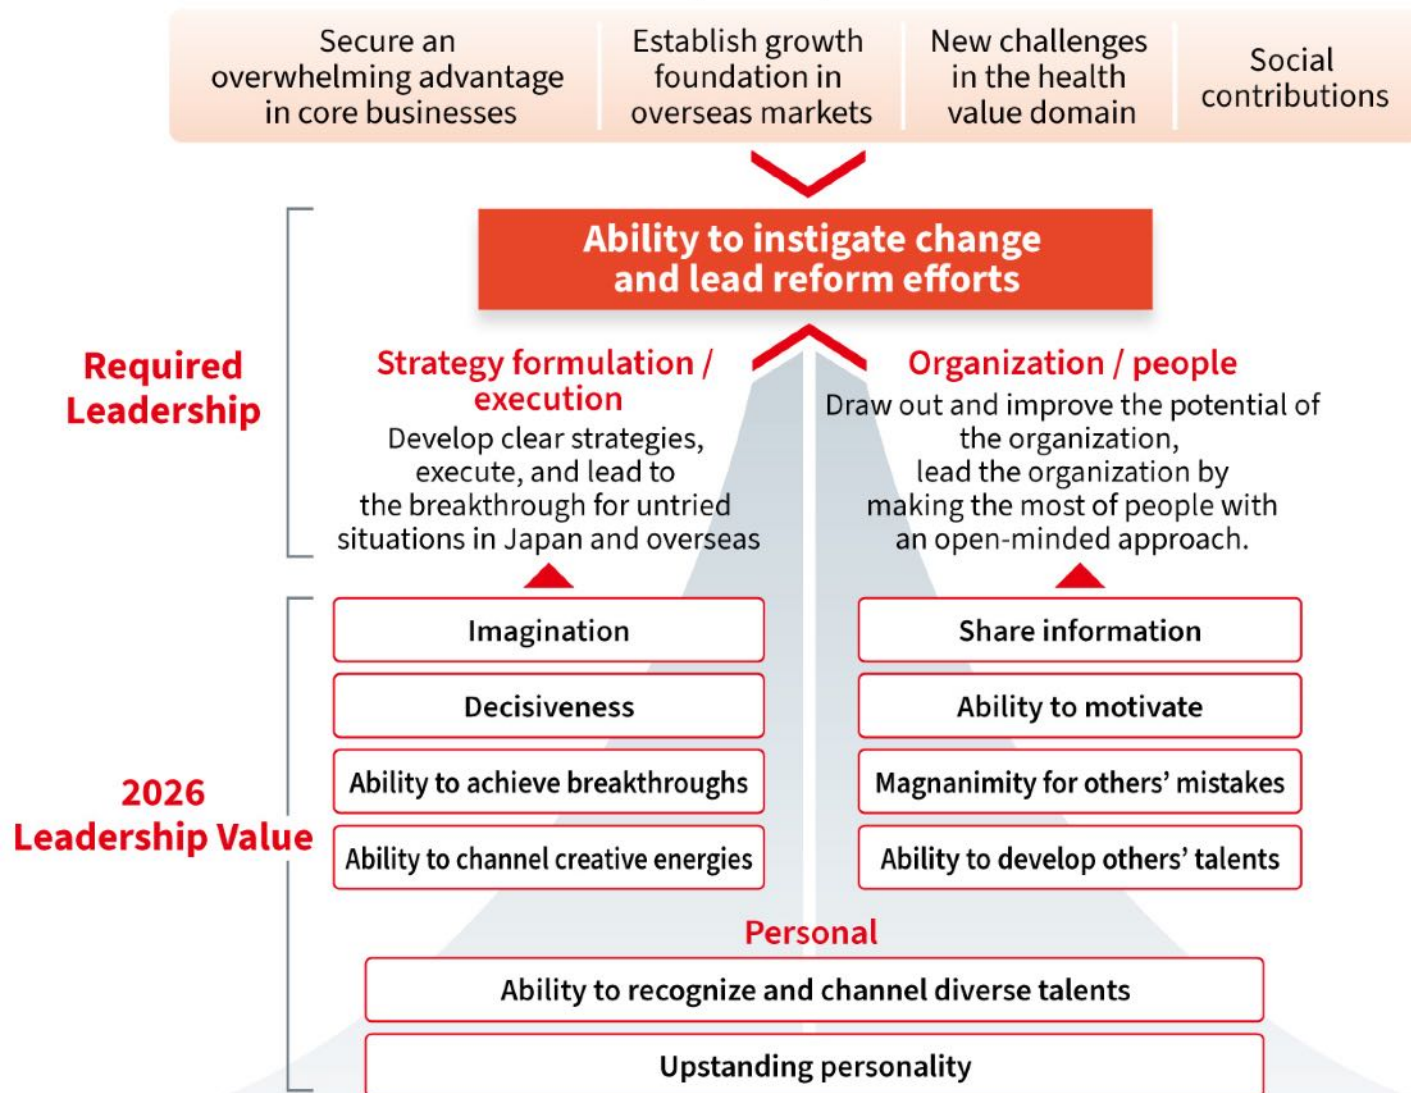 Secure an
overwhelming advantage
in core businesses
Establish growth
foundation in
overseas markets
New challenges
in the health
value domain
Social
contributions
Ability to instigate change
and lead reform efforts
Required
Leadership
Strategy formulation /
execution
Develop clear strategies,
execute, and lead to
the breakthrough for untried
situations in Japan and overseas
Organization / people
Draw out and improve the potential of
the organization,
lead the organization by
making the most of people with
an open-minded approach.
2026
Leadership Value
Imagination
Decisiveness
Ability to achieve breakthroughs
Ability to channel creative energies
Share information
Ability to motivate
Magnanimity for others’ mistakes
Ability to develop others’ talents
Personal
Ability to recognize and channel diverse talents
Upstanding personality